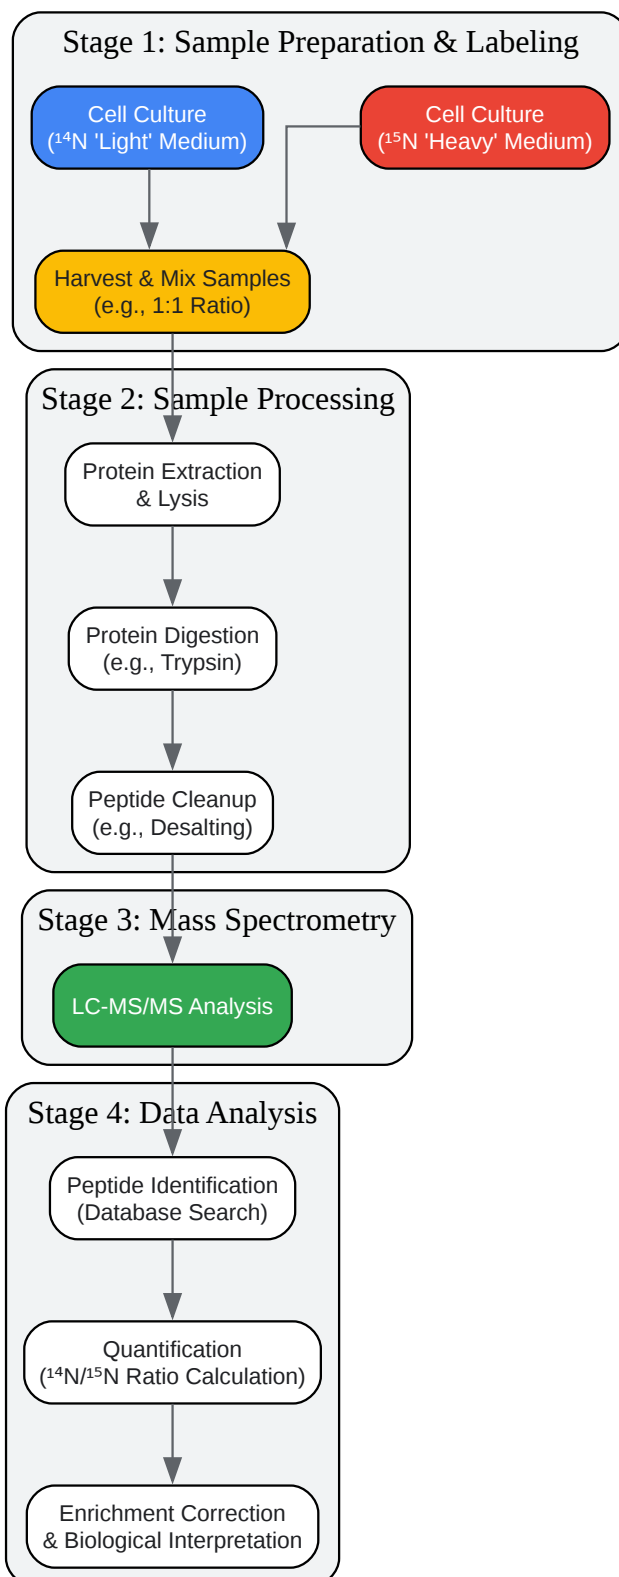 Stage 1: Sample Preparation & Labeling
Cell Culture
(¹⁴N 'Light' Medium)
Cell Culture
(¹⁵N 'Heavy' Medium)
Harvest & Mix Samples
(e.g., 1:1 Ratio)
Stage 2: Sample Processing
Protein Extraction
& Lysis
Protein Digestion
(e.g., Trypsin)
Peptide Cleanup
(e.g., Desalting)
Stage 3: Mass Spectrometry
LC-MS/MS Analysis
Stage 4: Data Analysis
Peptide Identification
(Database Search)
Quantification
(¹⁴N/¹⁵N Ratio Calculation)
Enrichment Correction
& Biological Interpretation